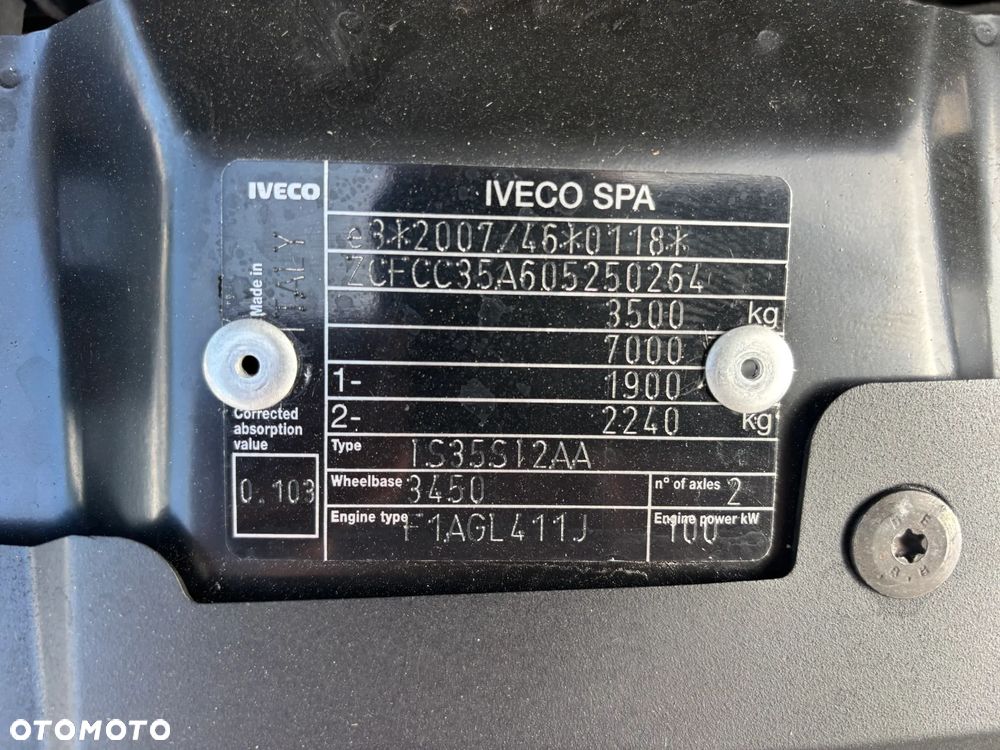 IVECO
IVECO SPA
Made in
ITALY
e3*2007/46*0118*
ZCFCC35A605250264
3500 kg
7000
1- 1900
2- 2240 kg
Corrected
absorption
value
0.103
Type IS35SI2AA
Wheelbase 3450
n° of axles 2
Engine type F1AGL411J
Engine power kW
100
OTOMOTO